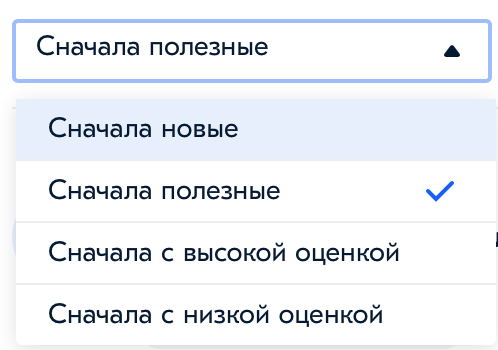 Сначала полезные
Сначала новые
Сначала полезные
Сначала с высокой оценкой
Сначала с низкой оценкой